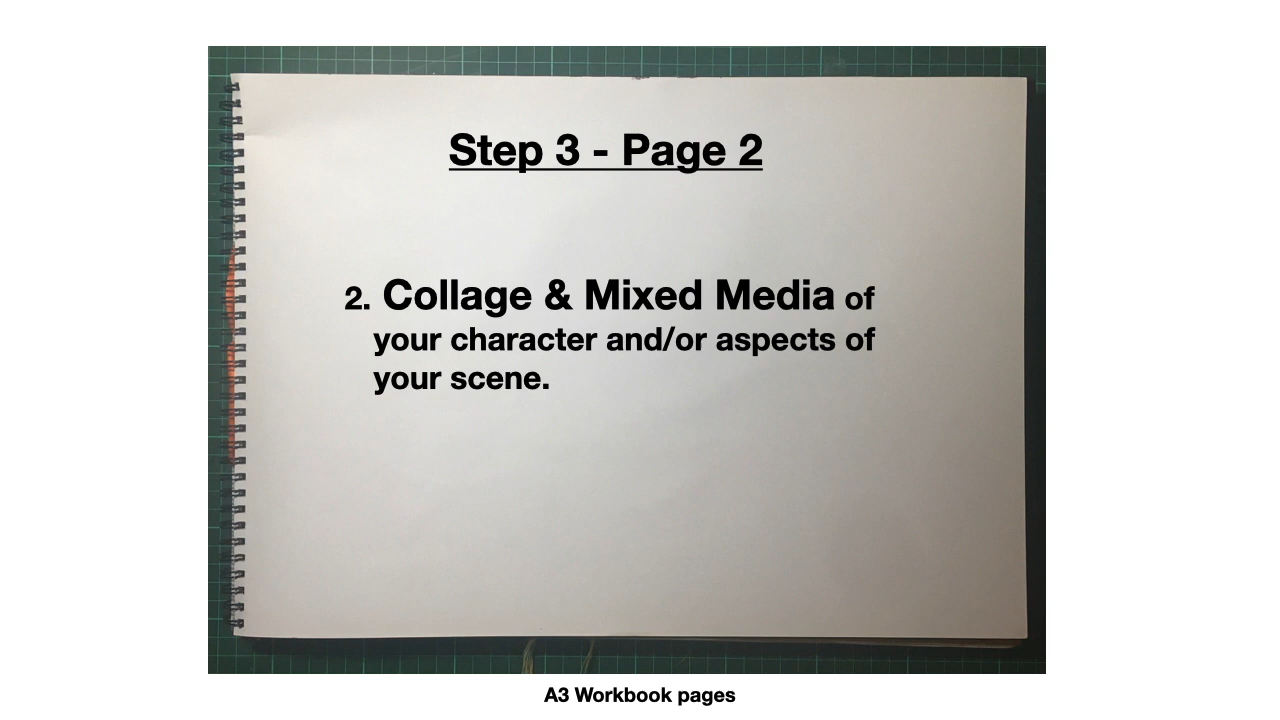 Step 3 - Page 2
2. Collage & Mixed Media of
your character and/or aspects of
your scene.
A3 Workbook pages